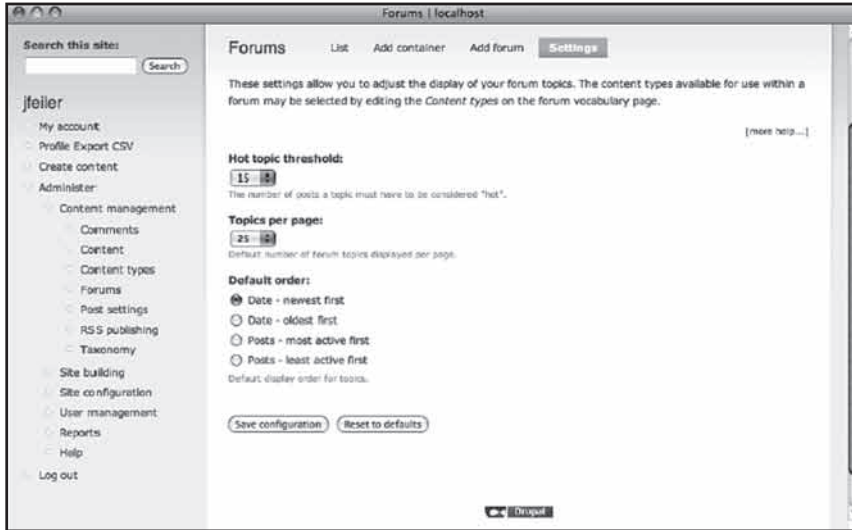 Forums | localhost
Search this site:
Search
jfeiler
My account
Profile Export CSV
Create content
Administer
Content management
Comments
Content
Content types
Forums
Post settings
RSS publishing
Taxonomy
Site building
Site configuration
User management
Reports
Help
Log out
Forums List Add container Add forum Settings
These settings allow you to adjust the display of your forum topics. The content types available for use within a
forum may be selected by editing the Content types on the forum vocabulary page.
[more help...]
Hot topic threshold:
15
The number of posts a topic must have to be considered "hot".
Topics per page:
25
Default number of forum topics displayed per page.
Default order:
Date - newest first
Date - oldest first
Posts - most active first
Posts - least active first
Default display order for topics.
Save configuration Reset to defaults
Drupal